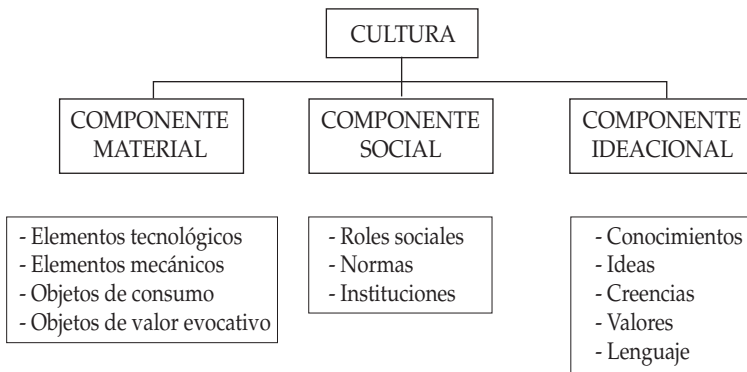 CULTURA
COMPONENTE
MATERIAL
COMPONENTE
SOCIAL
COMPONENTE
IDEACIONAL
- Elementos tecnológicos
- Elementos mecánicos
- Objetos de consumo
- Objetos de valor evocativo
- Roles sociales
- Normas
- Instituciones
- Conocimientos
- Ideas
- Creencias
- Valores
- Lenguaje